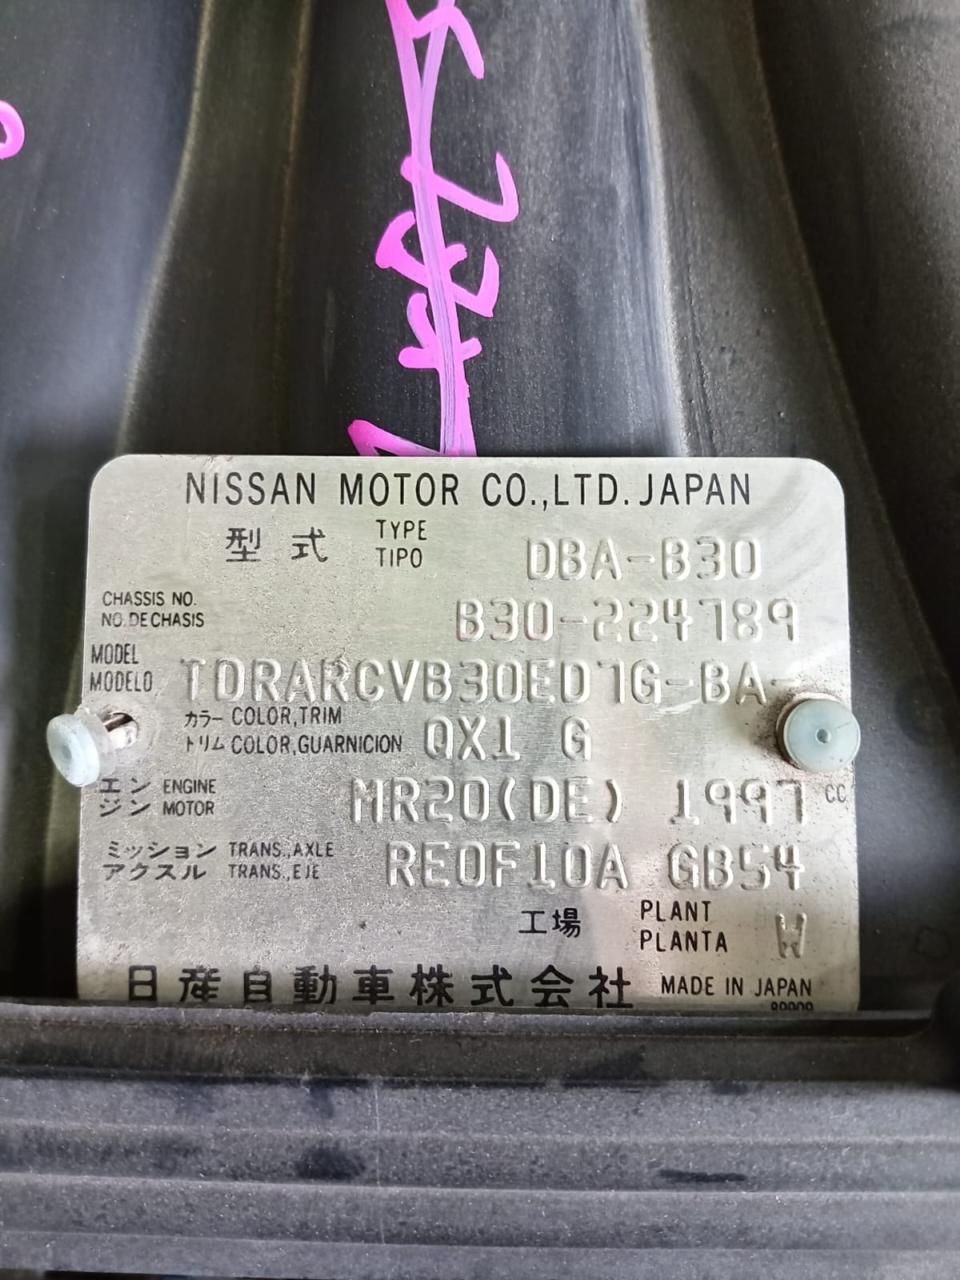 NISSAN MOTOR CO.,LTD. JAPAN
型式 TYPE DBA-B30
TIPO
CHASSIS NO. B30-224789
NO. DE CHASIS
MODEL TDRARCVB30ED7G-BA-
MODELO
カラー COLOR,TRIM QX1 G
トリム COLOR,GUARNICION
エン ENGINE MR20(DE) 1997 CC
ジン MOTOR
ミッション TRANS.,AXLE RE0F10A GB54
アクスル TRANS.,EJE
工場 PLANT W
PLANTA
日産自動車株式会社 MADE IN JAPAN